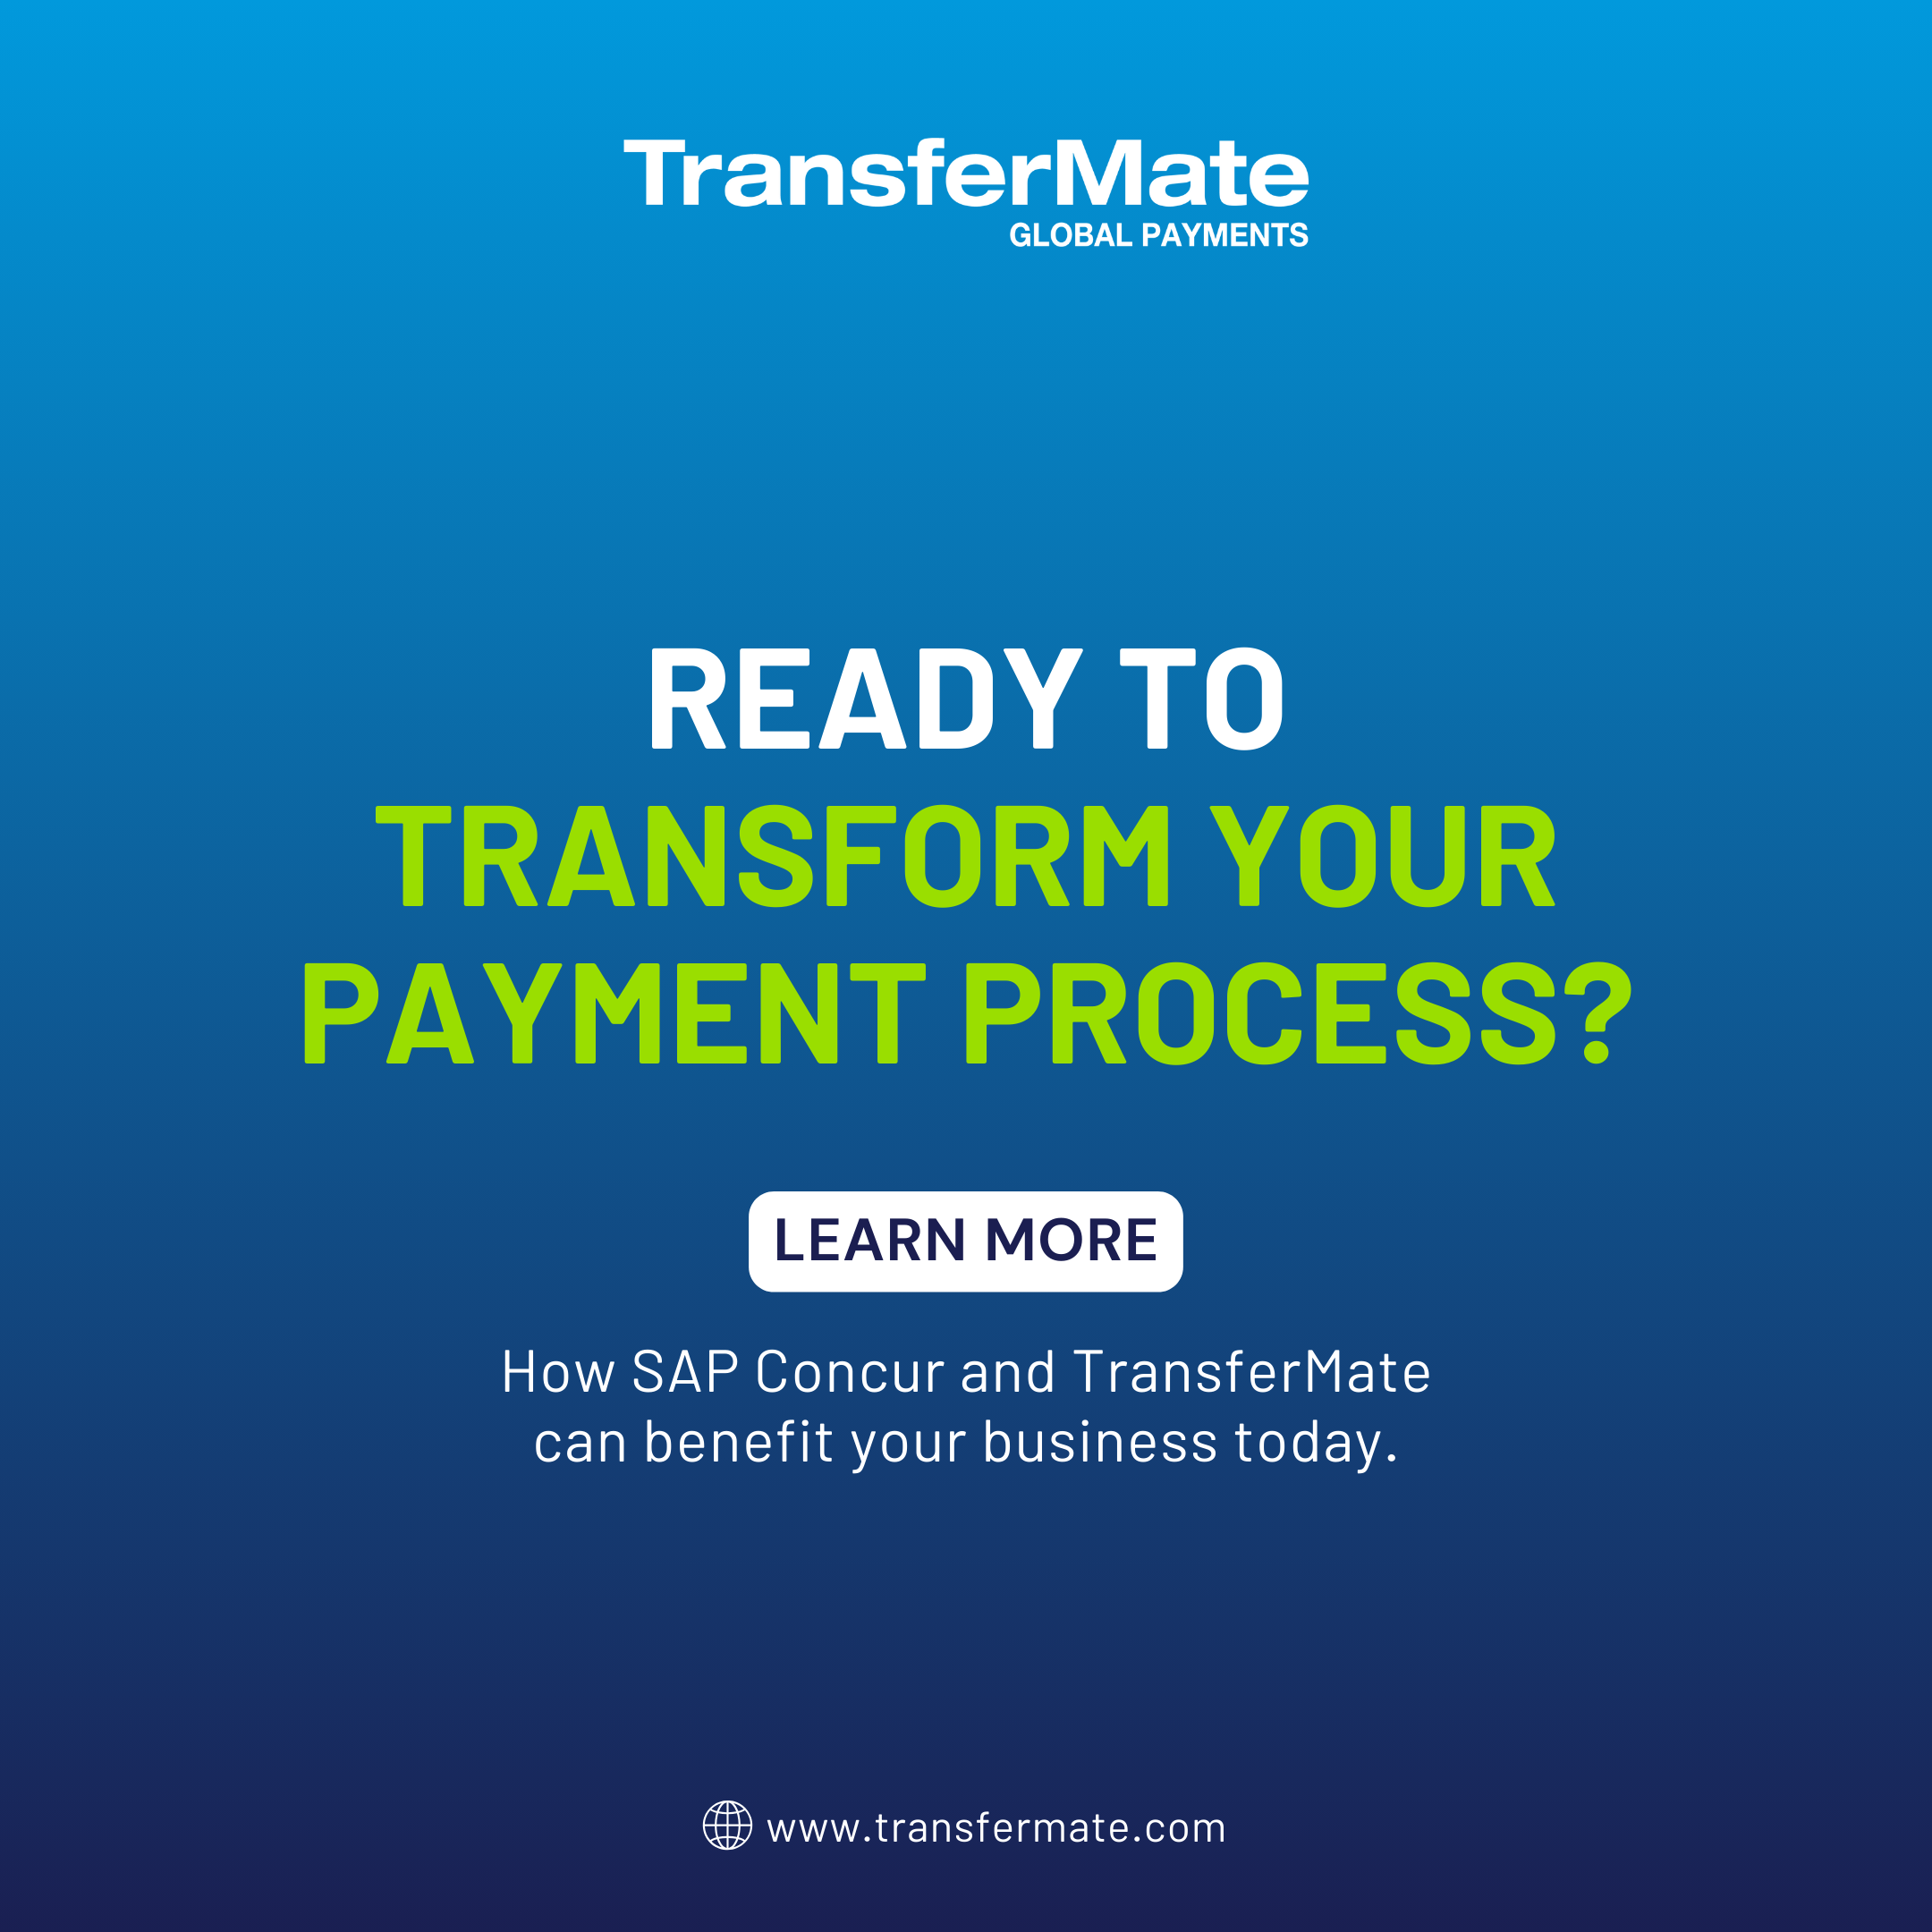 TransferMate
GLOBAL PAYMENTS
READY TO
TRANSFORM YOUR
PAYMENT PROCESS?
LEARN MORE
How SAP Concur and TransferMate
can benefit your business today.
www.transfermate.com